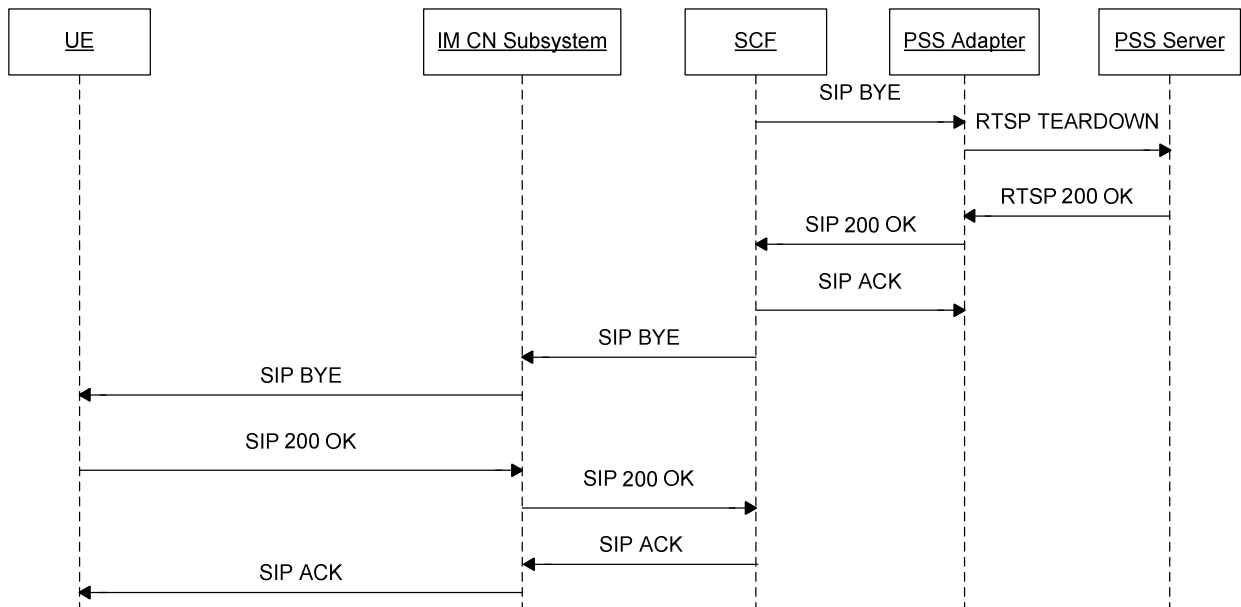 UE
IM CN Subsystem
SCF
PSS Adapter
PSS Server
SIP BYE
RTSP TEARDOWN
RTSP 200 OK
SIP 200 OK
SIP ACK
SIP BYE
SIP BYE
SIP 200 OK
SIP 200 OK
SIP ACK
SIP ACK